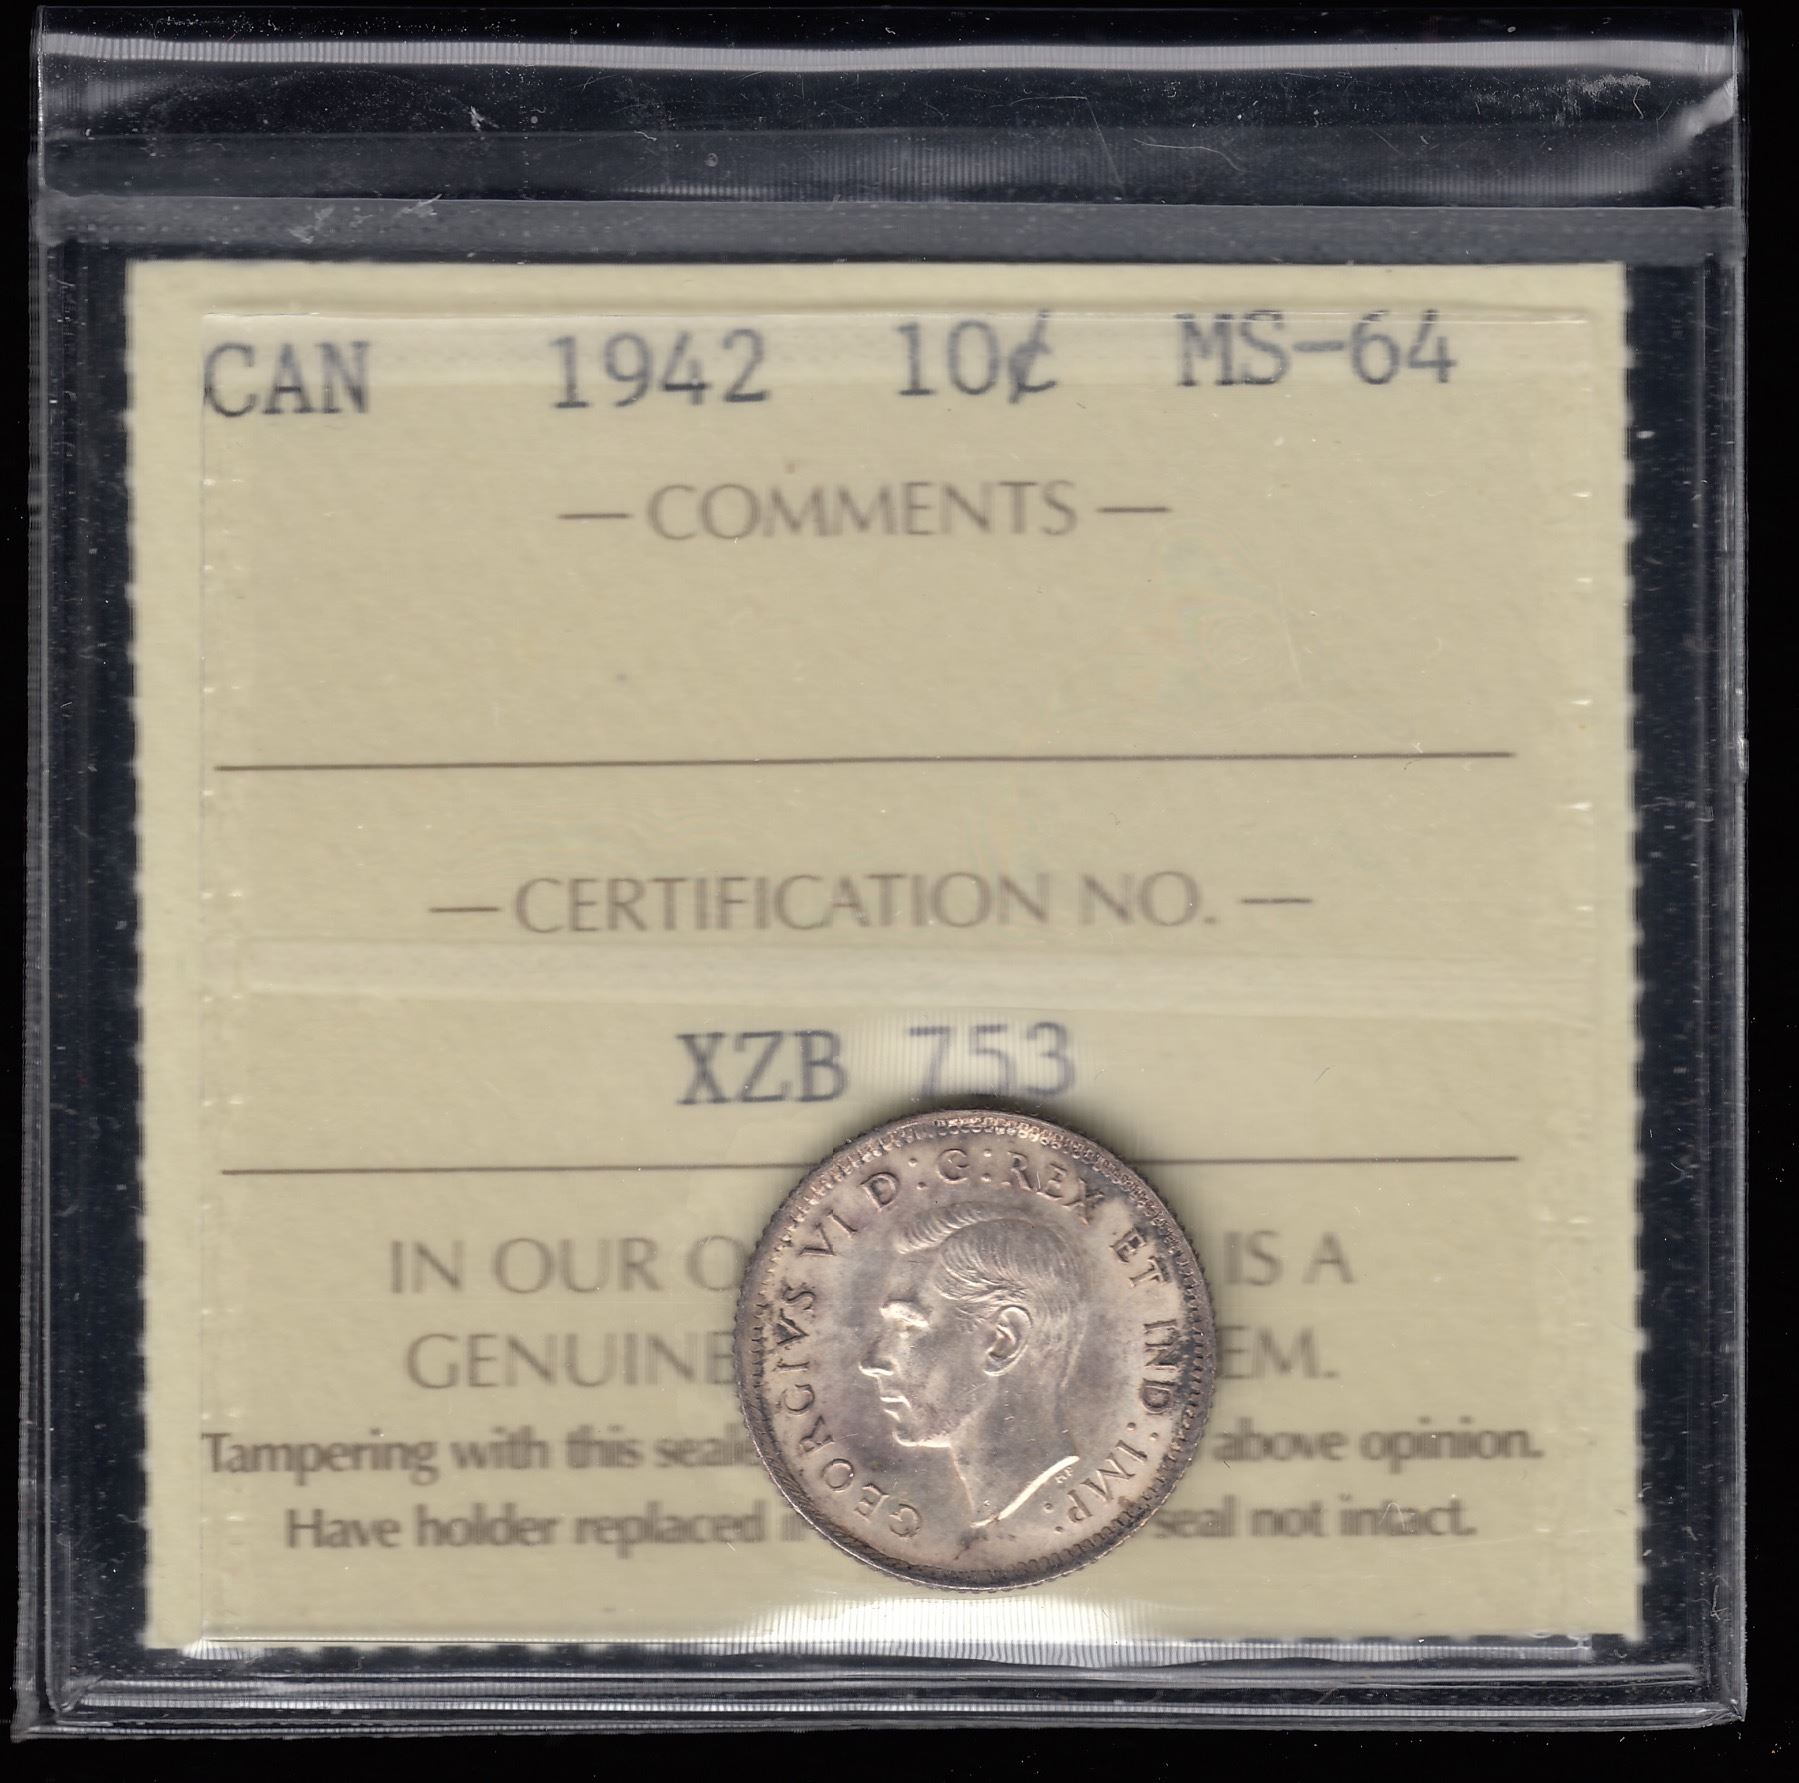 CAN 1942 10¢ MS-64
— COMMENTS —
— CERTIFICATION NO. —
XZB 753
IN OUR O IS A
GENUINE EM.
Tampering with this seal above opinion.
Have holder replaced seal not intact.
GEORGIVS VI D:G:REX ET IND:IMP:
HP